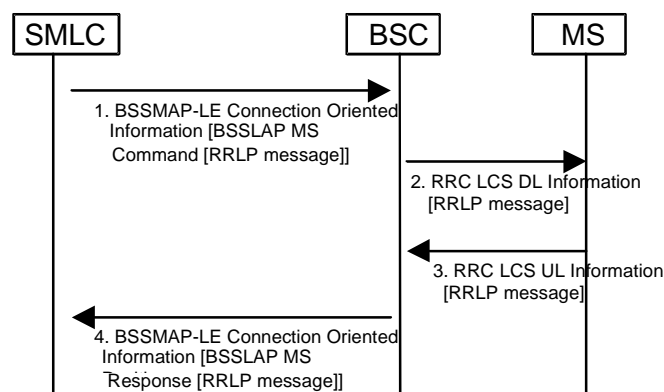 SMLC
BSC
MS
1. BSSMAP-LE Connection Oriented
Information [BSSLAP MS
Command [RRLP message]]
2. RRC LCS DL Information
[RRLP message]
3. RRC LCS UL Information
[RRLP message]
4. BSSMAP-LE Connection Oriented
Information [BSSLAP MS
Response [RRLP message]]